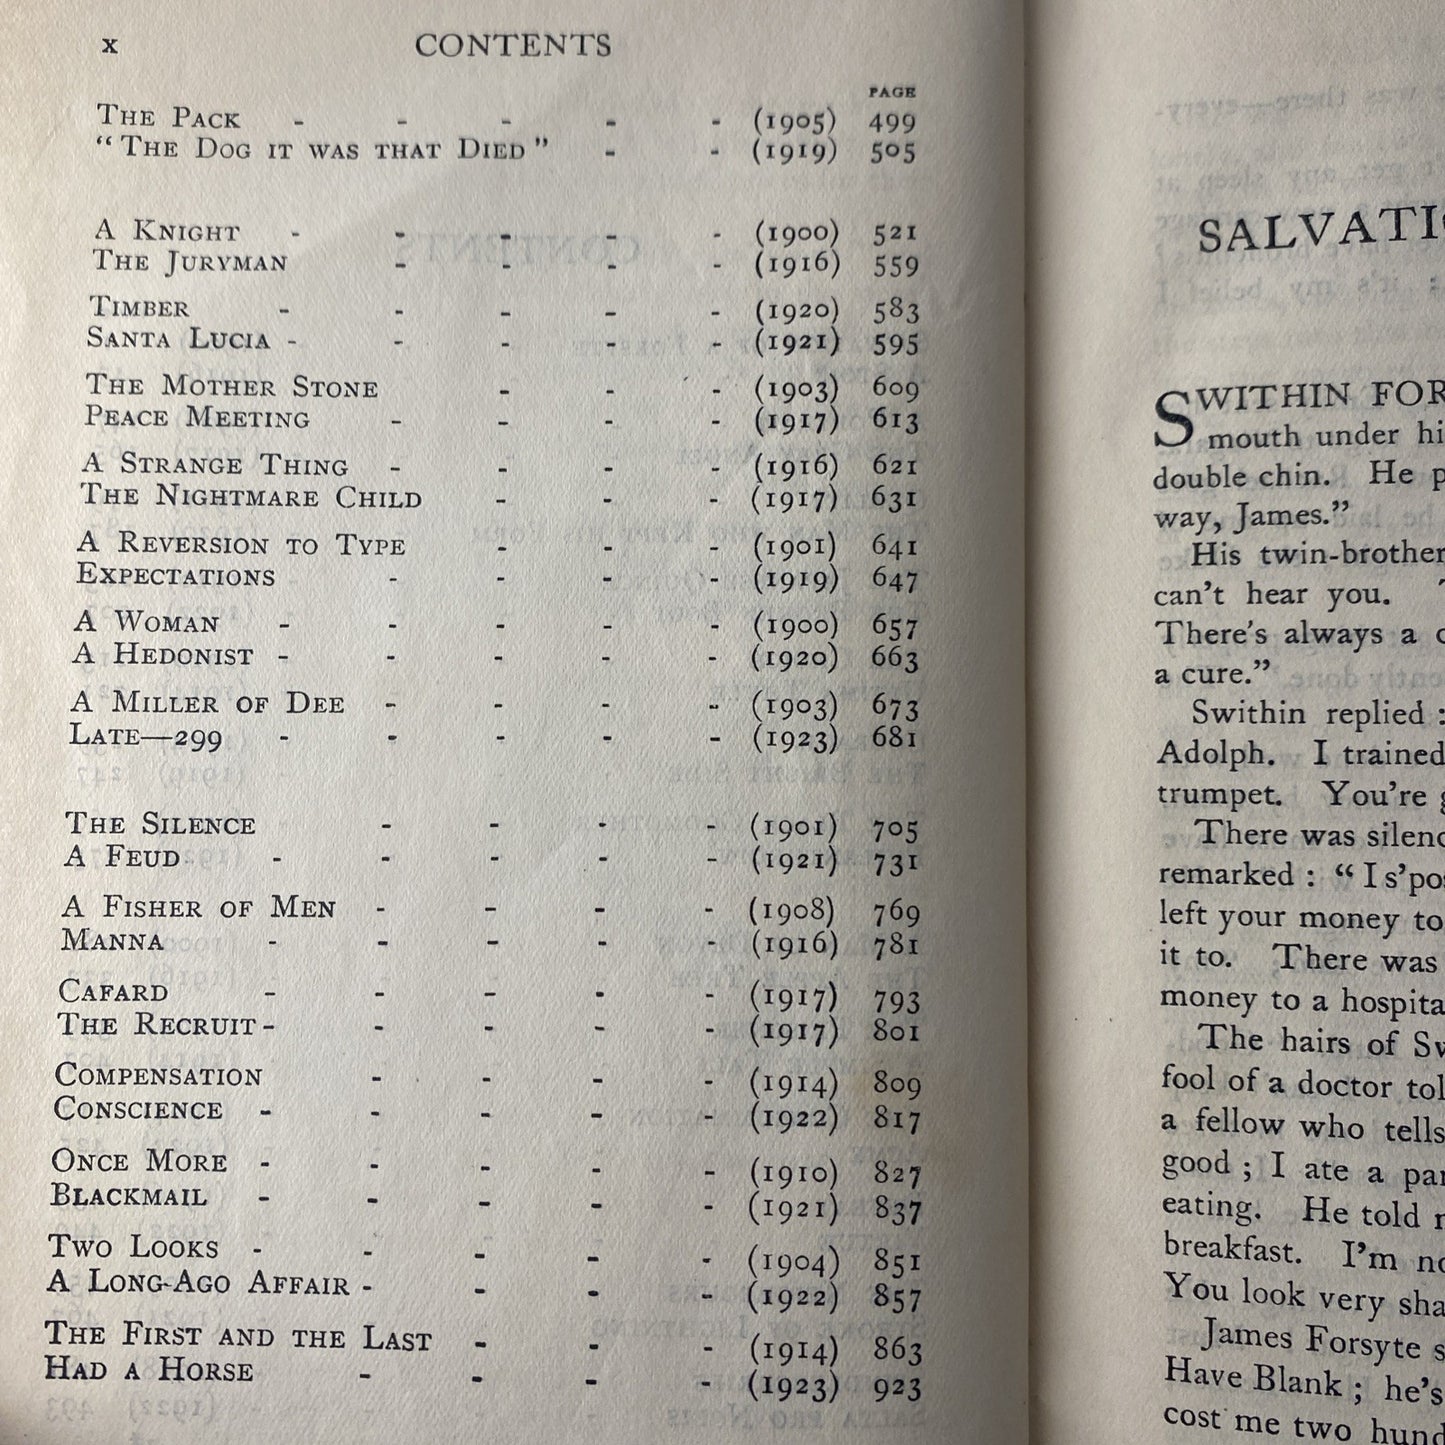 x CONTENTS
PAGE
THE PACK - - - - - (1905) 499
“THE DOG IT WAS THAT DIED” - - (1919) 505
A KNIGHT - - - - - (1900) 521
THE JURYMAN - - - - (1916) 559
TIMBER - - - - - (1920) 583
SANTA LUCIA - - - - - (1921) 595
THE MOTHER STONE - - - (1903) 609
PEACE MEETING - - - - (1917) 613
A STRANGE THING - - - - (1916) 621
THE NIGHTMARE CHILD - - - (1917) 631
A REVERSION TO TYPE - - - (1901) 641
EXPECTATIONS - - - - (1919) 647
A WOMAN - - - - - (1900) 657
A HEDONIST - - - - - (1920) 663
A MILLER OF DEE - - - - (1903) 673
LATE—299 - - - - - (1923) 681
THE SILENCE - - - - (1901) 705
A FEUD - - - - - (1921) 731
A FISHER OF MEN - - - - (1908) 769
MANNA - - - - - (1916) 781
CAFARD - - - - - (1917) 793
THE RECRUIT - - - - - (1917) 801
COMPENSATION - - - - (1914) 809
CONSCIENCE - - - - - (1922) 817
ONCE MORE - - - - - (1910) 827
BLACKMAIL - - - - - (1921) 837
TWO LOOKS - - - - - (1904) 851
A LONG-AGO AFFAIR - - - - (1922) 857
THE FIRST AND THE LAST - - - (1914) 863
HAD A HORSE - - - - (1923) 923
SALVATI
SWITHIN FOR
mouth under hi
double chin. He p
way, James.”
His twin-brother
can't hear you.
There's always a
a cure.”
Swithin replied :
Adolph. I trained
trumpet. You're
There was silenc
remarked : “ I s'pos
left your money to
it to. There was
money to a hospita
The hairs of Sw
fool of a doctor tol
a fellow who tells
good ; I ate a par
eating. He told
breakfast. I'm no
You look very sha
James Forsyte s
Have Blank ; he's
cost me two hund